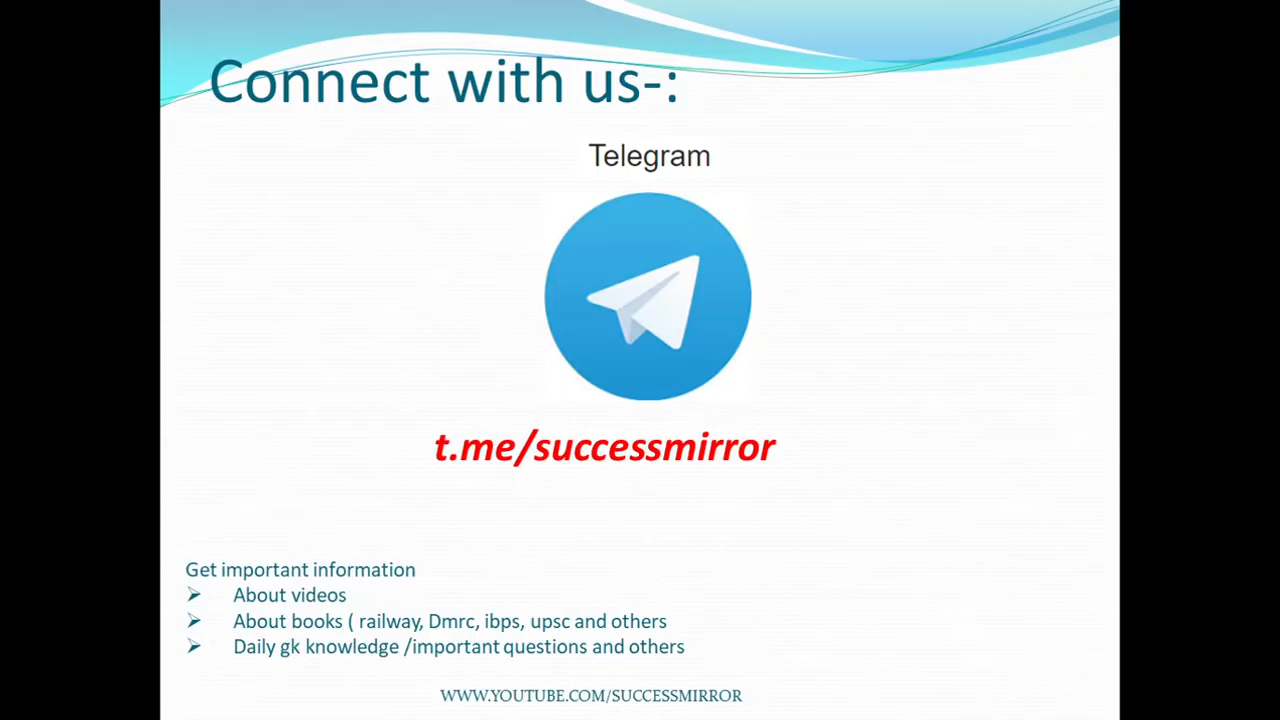 Connect with us-:
Telegram
t.me/successmirror
Get important information
About videos
About books ( railway, Dmrc, ibps, upsc and others
Daily gk knowledge /important questions and others
WWW.YOUTUBE.COM/SUCCESSMIRROR